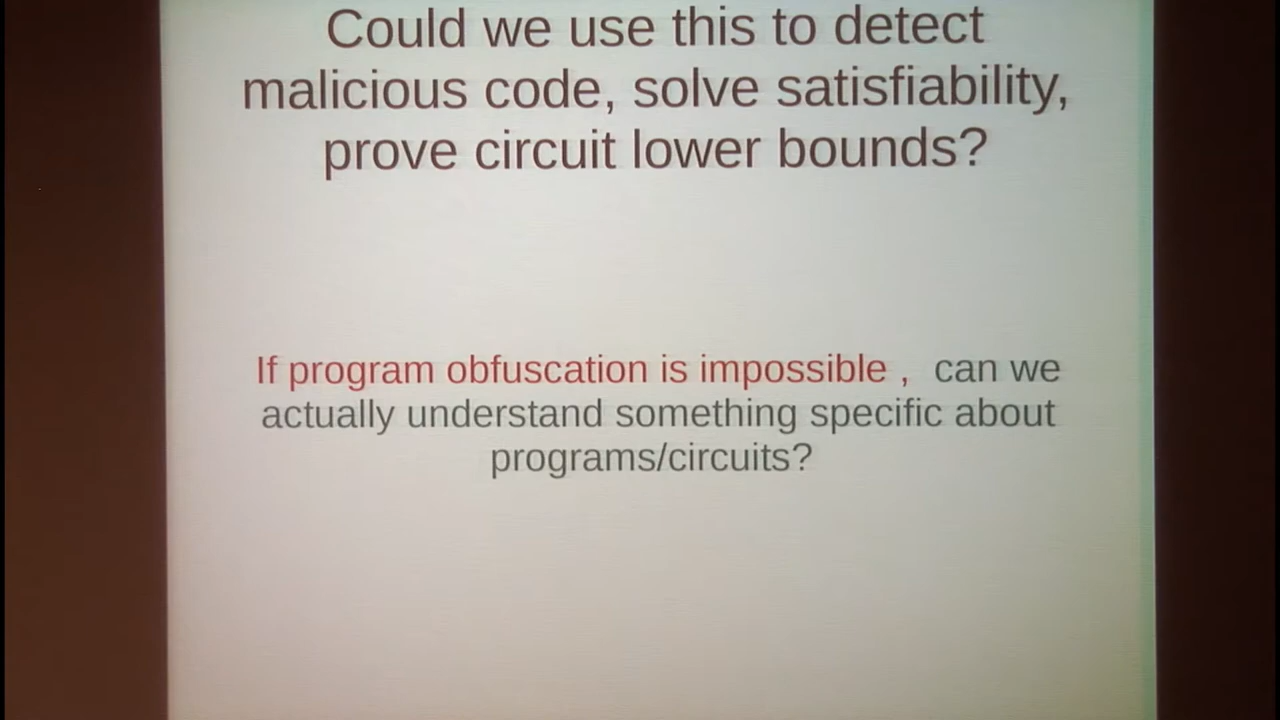 Could we use this to detect
malicious code, solve satisfiability,
prove circuit lower bounds?
If program obfuscation is impossible , can we
actually understand something specific about
programs/circuits?